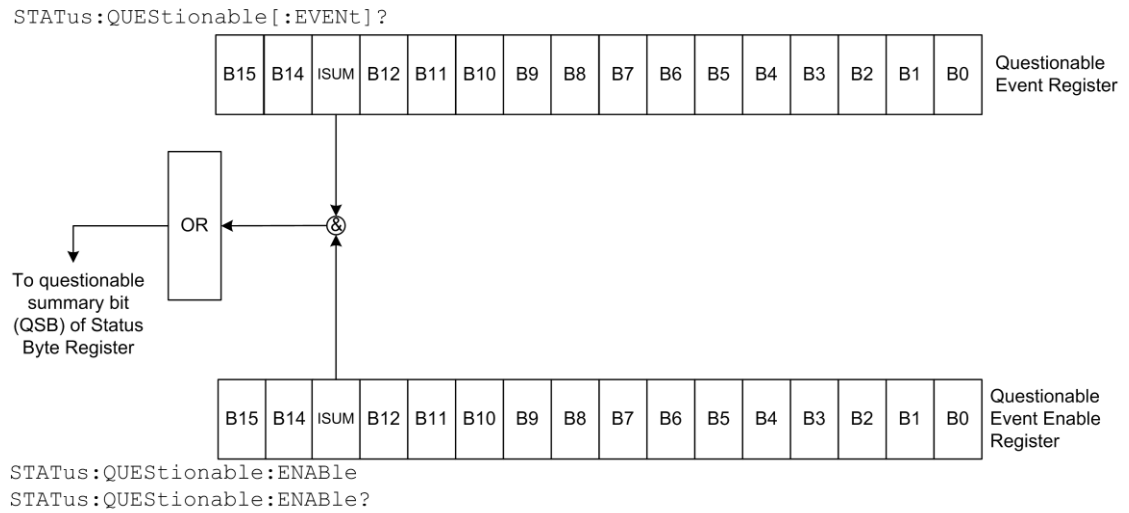 STATus:QUEStionable[:EVENt]?
B15 B14 ISUM B12 B11 B10 B9 B8 B7 B6 B5 B4 B3 B2 B1 B0
Questionable
Event Register
OR
&
To questionable
summary bit
(QSB) of Status
Byte Register
B15 B14 ISUM B12 B11 B10 B9 B8 B7 B6 B5 B4 B3 B2 B1 B0
Questionable
Event Enable
Register
STATus:QUEStionable:ENABle
STATus:QUEStionable:ENABle?